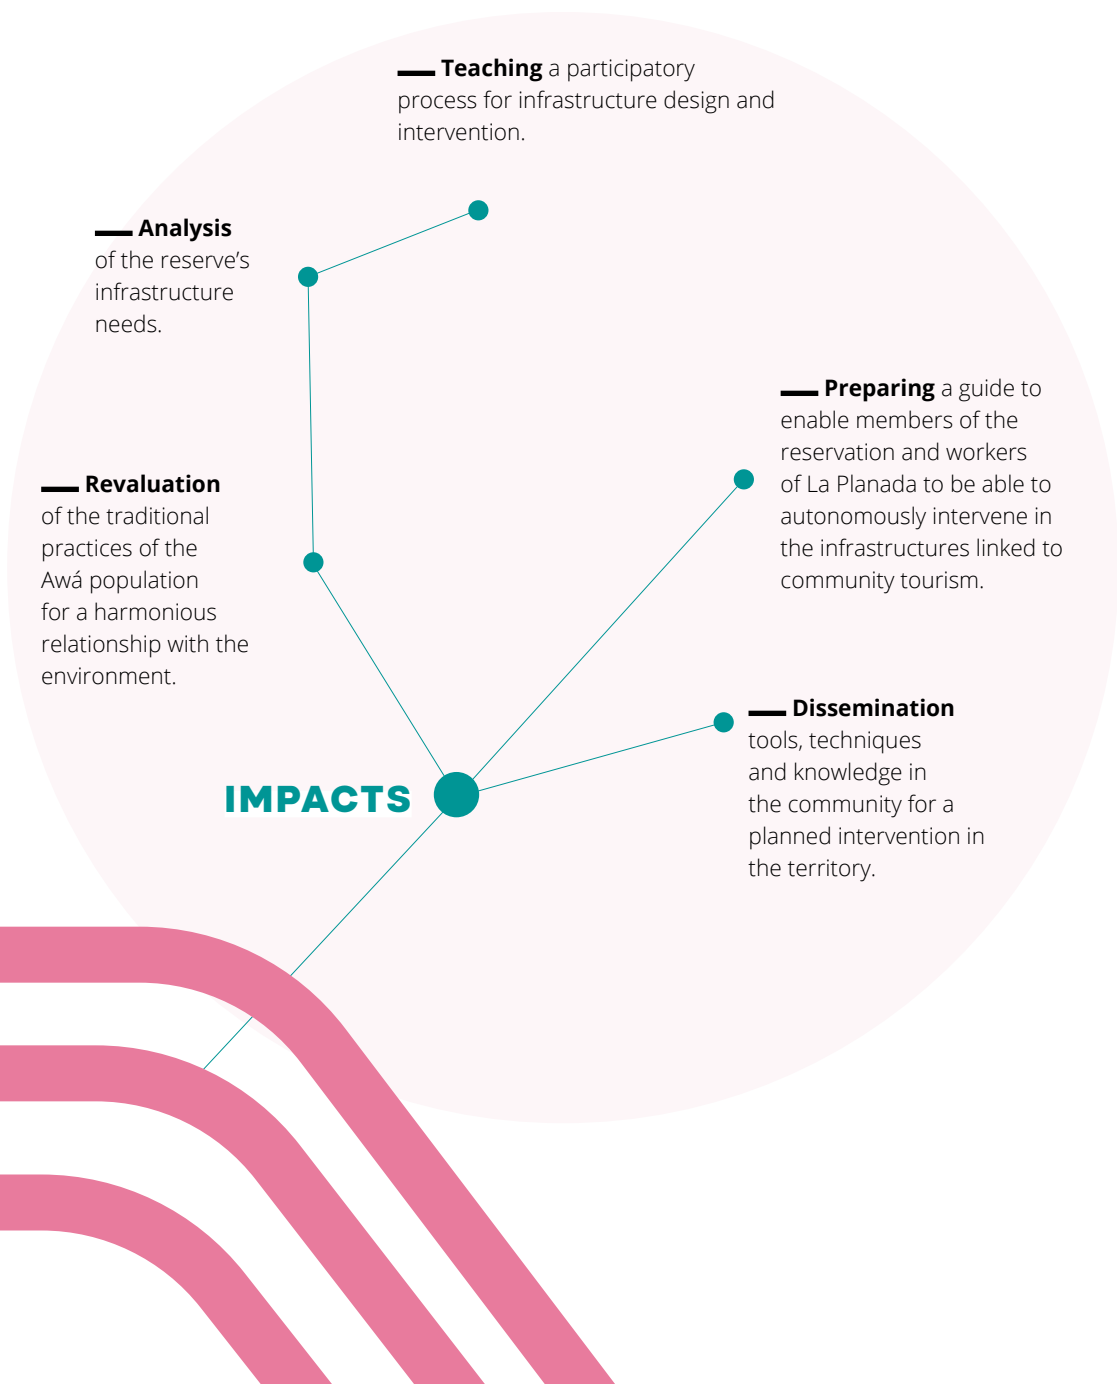 Teaching a participatory
process for infrastructure design and
intervention.
Analysis
of the reserve’s
infrastructure
needs.
Preparing a guide to
enable members of the
reservation and workers
of La Planada to be able to
autonomously intervene in
the infrastructures linked to
community tourism.
Revaluation
of the traditional
practices of the
Awá population
for a harmonious
relationship with the
environment.
Dissemination
tools, techniques
and knowledge in
the community for a
planned intervention in
the territory.
IMPACTS